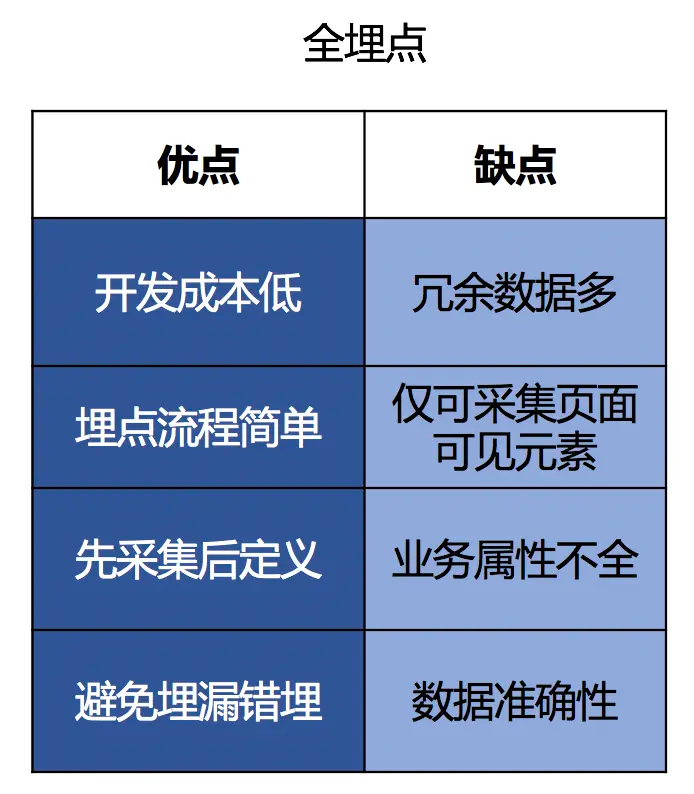 全埋点
优点
缺点
开发成本低
冗余数据多
埋点流程简单
仅可采集页面
可见元素
先采集后定义
业务属性不全
避免埋漏错埋
数据准确性